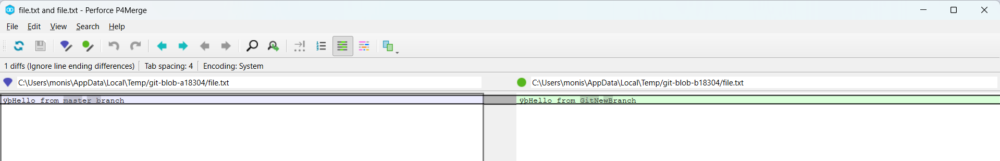 file.txt and file.txt - Perforce P4Merge
File Edit View Search Help
1 diffs (Ignore line ending differences) Tab spacing: 4 Encoding: System
C:\Users\monis\AppData\Local\Temp/git-blob-a18304/file.txt
C:\Users\monis\AppData\Local\Temp/git-blob-b18304/file.txt
ÿþHello from master branch
ÿþHello from GitNewBranch